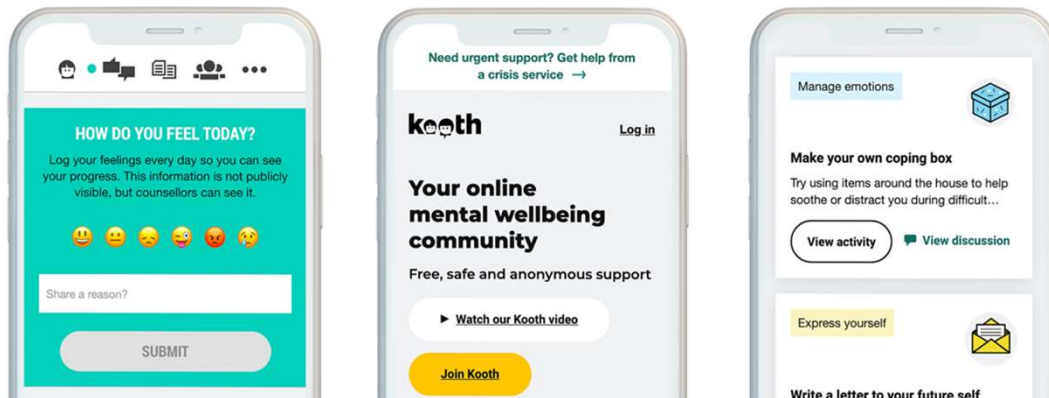 HOW DO YOU FEEL TODAY?
Log your feelings every day so you can see
your progress. This information is not publicly
visible, but counsellors can see it.
Share a reason?
SUBMIT
Need urgent support? Get help from
a crisis service →
kooth
Log in
Your online
mental wellbeing
community
Free, safe and anonymous support
Watch our Kooth video
Join Kooth
Manage emotions
Make your own coping box
Try using items around the house to help
soothe or distract you during difficult...
View activity
View discussion
Express yourself
Write a letter to your future self